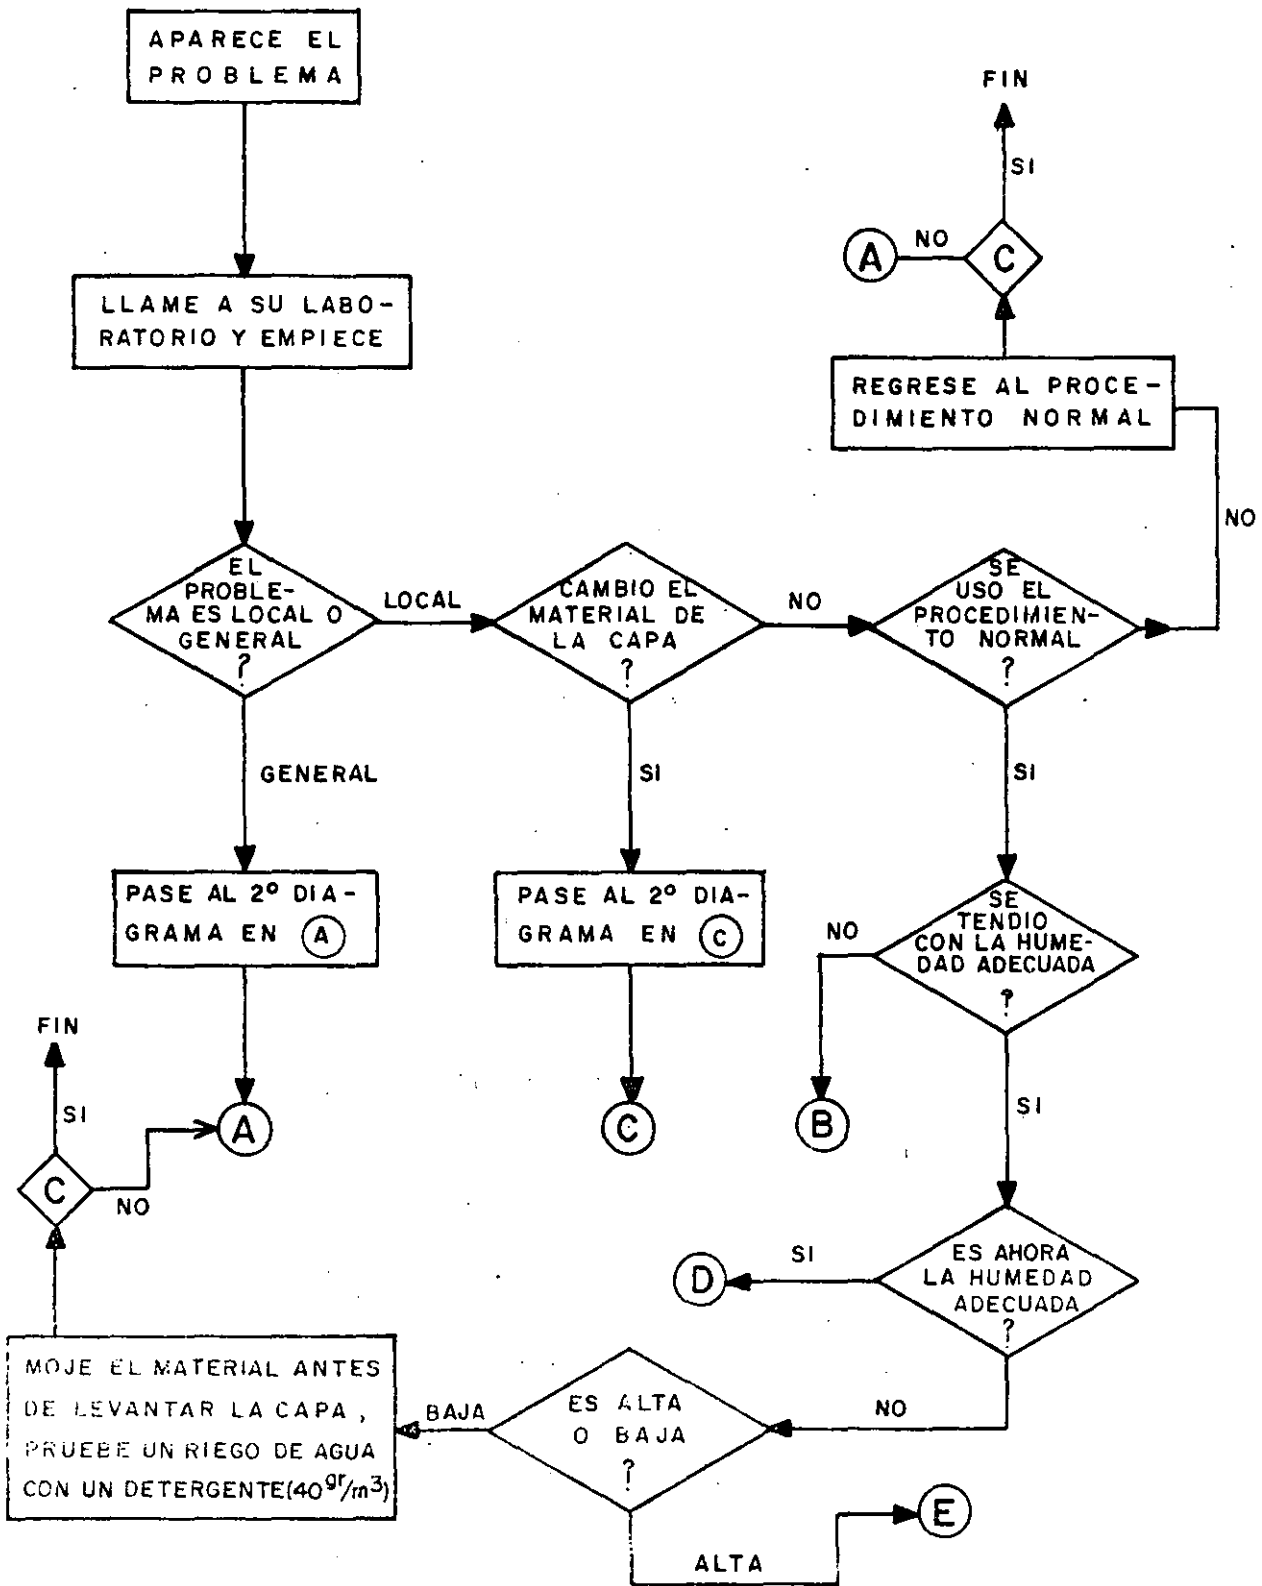 APARECE EL
PROBLEMA
FIN
SI
A
NO
C
LLAME A SU LABO-
RATORIO Y EMPIECE
REGRESE AL PROCE-
DIMIENTO NORMAL
NO
EL
PROBLE-
MA ES LOCAL O
GENERAL
?
LOCAL
CAMBIO EL
MATERIAL DE
LA CAPA
?
NO
SE
USO EL
PROCEDIMIEN-
TO NORMAL
?
GENERAL
SI
SI
PASE AL 2º DIA-
GRAMA EN A
PASE AL 2º DIA-
GRAMA EN C
SE
TENDIO
CON LA HUME-
DAD ADECUADA
?
NO
FIN
SI
A
C
B
SI
C
NO
ES AHORA
LA HUMEDAD
ADECUADA
?
SI
D
MOJE EL MATERIAL ANTES
DE LEVANTAR LA CAPA,
PRUEBE UN RIEGO DE AGUA
CON UN DETERGENTE(40gr/m3)
BAJA
ES ALTA
O BAJA
?
NO
E
ALTA